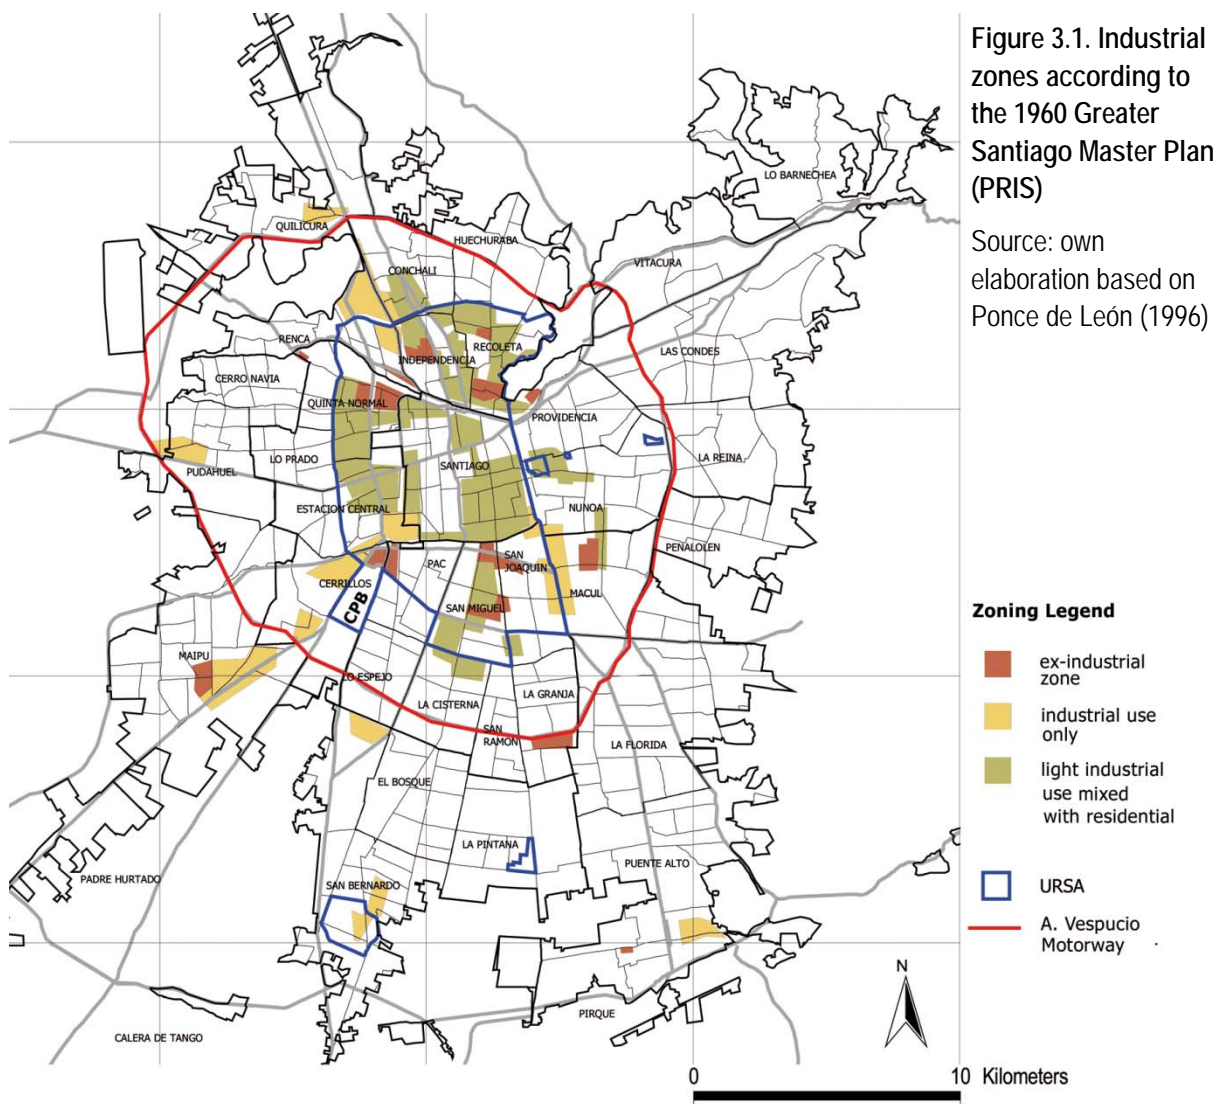 Figure 3.1. Industrial
zones according to
the 1960 Greater
Santiago Master Plan
(PRIS)
Source: own
elaboration based on
Ponce de León (1996)
LO BARNECHEA
QUILICURA
HUECHURABA
VITACURA
CONCHALI
RENCA
INDEPENDENCIA
RECOLETA
LAS CONDES
CERRO NAVIA
QUINTA NORMAL
PROVIDENCIA
PUDAHUEL
LO PRADO
SANTIAGO
LA REINA
ESTACION CENTRAL
NUNOA
PEÑALOLEN
PAC
SAN
JOAQUIN
CERRILLOS
CPB
SAN MIGUEL
MACUL
MAIPU
LO ESPEJO
LA GRANJA
LA CISTERNA
SAN
RAMON
LA FLORIDA
EL BOSQUE
LA PINTANA
PUENTE ALTO
PADRE HURTADO
SAN BERNARDO
PIRQUE
CALERA DE TANGO
Zoning Legend
ex-industrial
zone
industrial use
only
light industrial
use mixed
with residential
URSA
A. Vespucio
Motorway
N
0
10 Kilometers